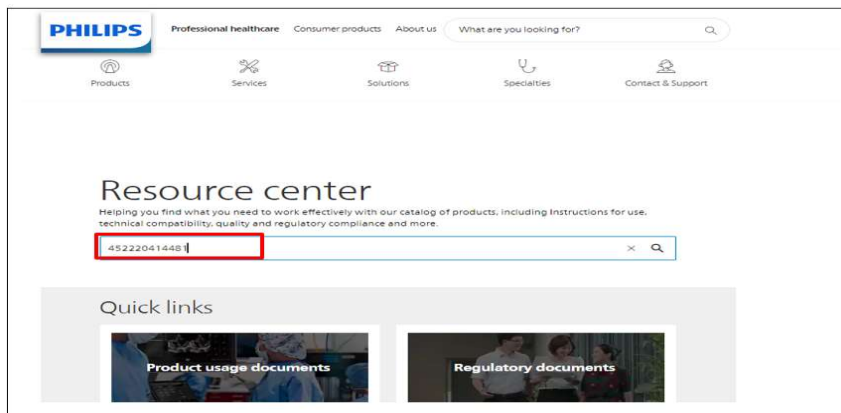 PHILIPS
Professional healthcare Consumer products About us What are you looking for?
Products Services Solutions Specialties Contact & Support
Resource center
Helping you find what you need to work effectively with our catalog of products, including Instructions for use,
technical compatibility, quality and regulatory compliance and more.
452220414481
Quick links
Product usage documents Regulatory documents